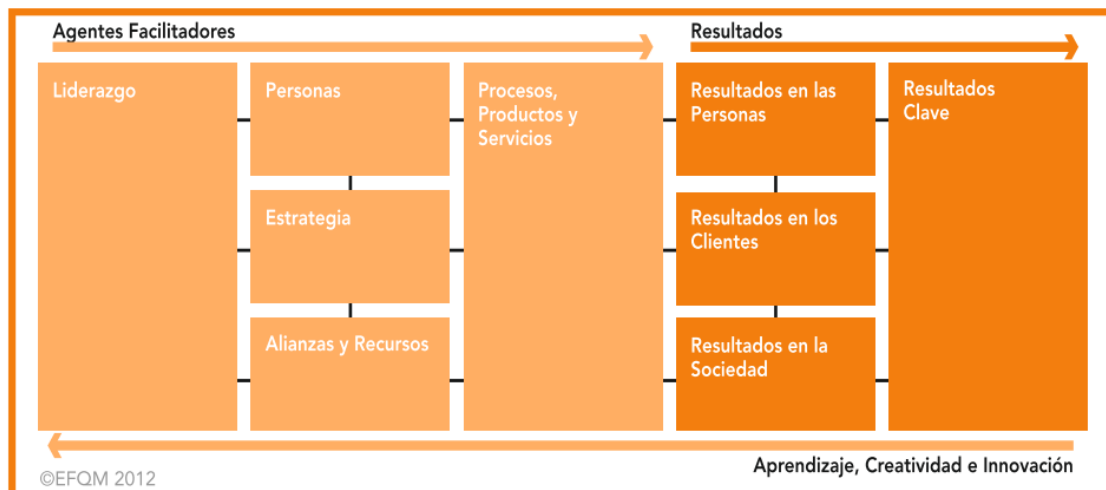 Agentes Facilitadores
Resultados
Liderazgo
Personas
Procesos,
Productos y
Servicios
Resultados en las
Personas
Resultados
Clave
Estrategia
Resultados en los
Clientes
Alianzas y Recursos
Resultados en la
Sociedad
Aprendizaje, Creatividad e Innovación
©EFQM 2012